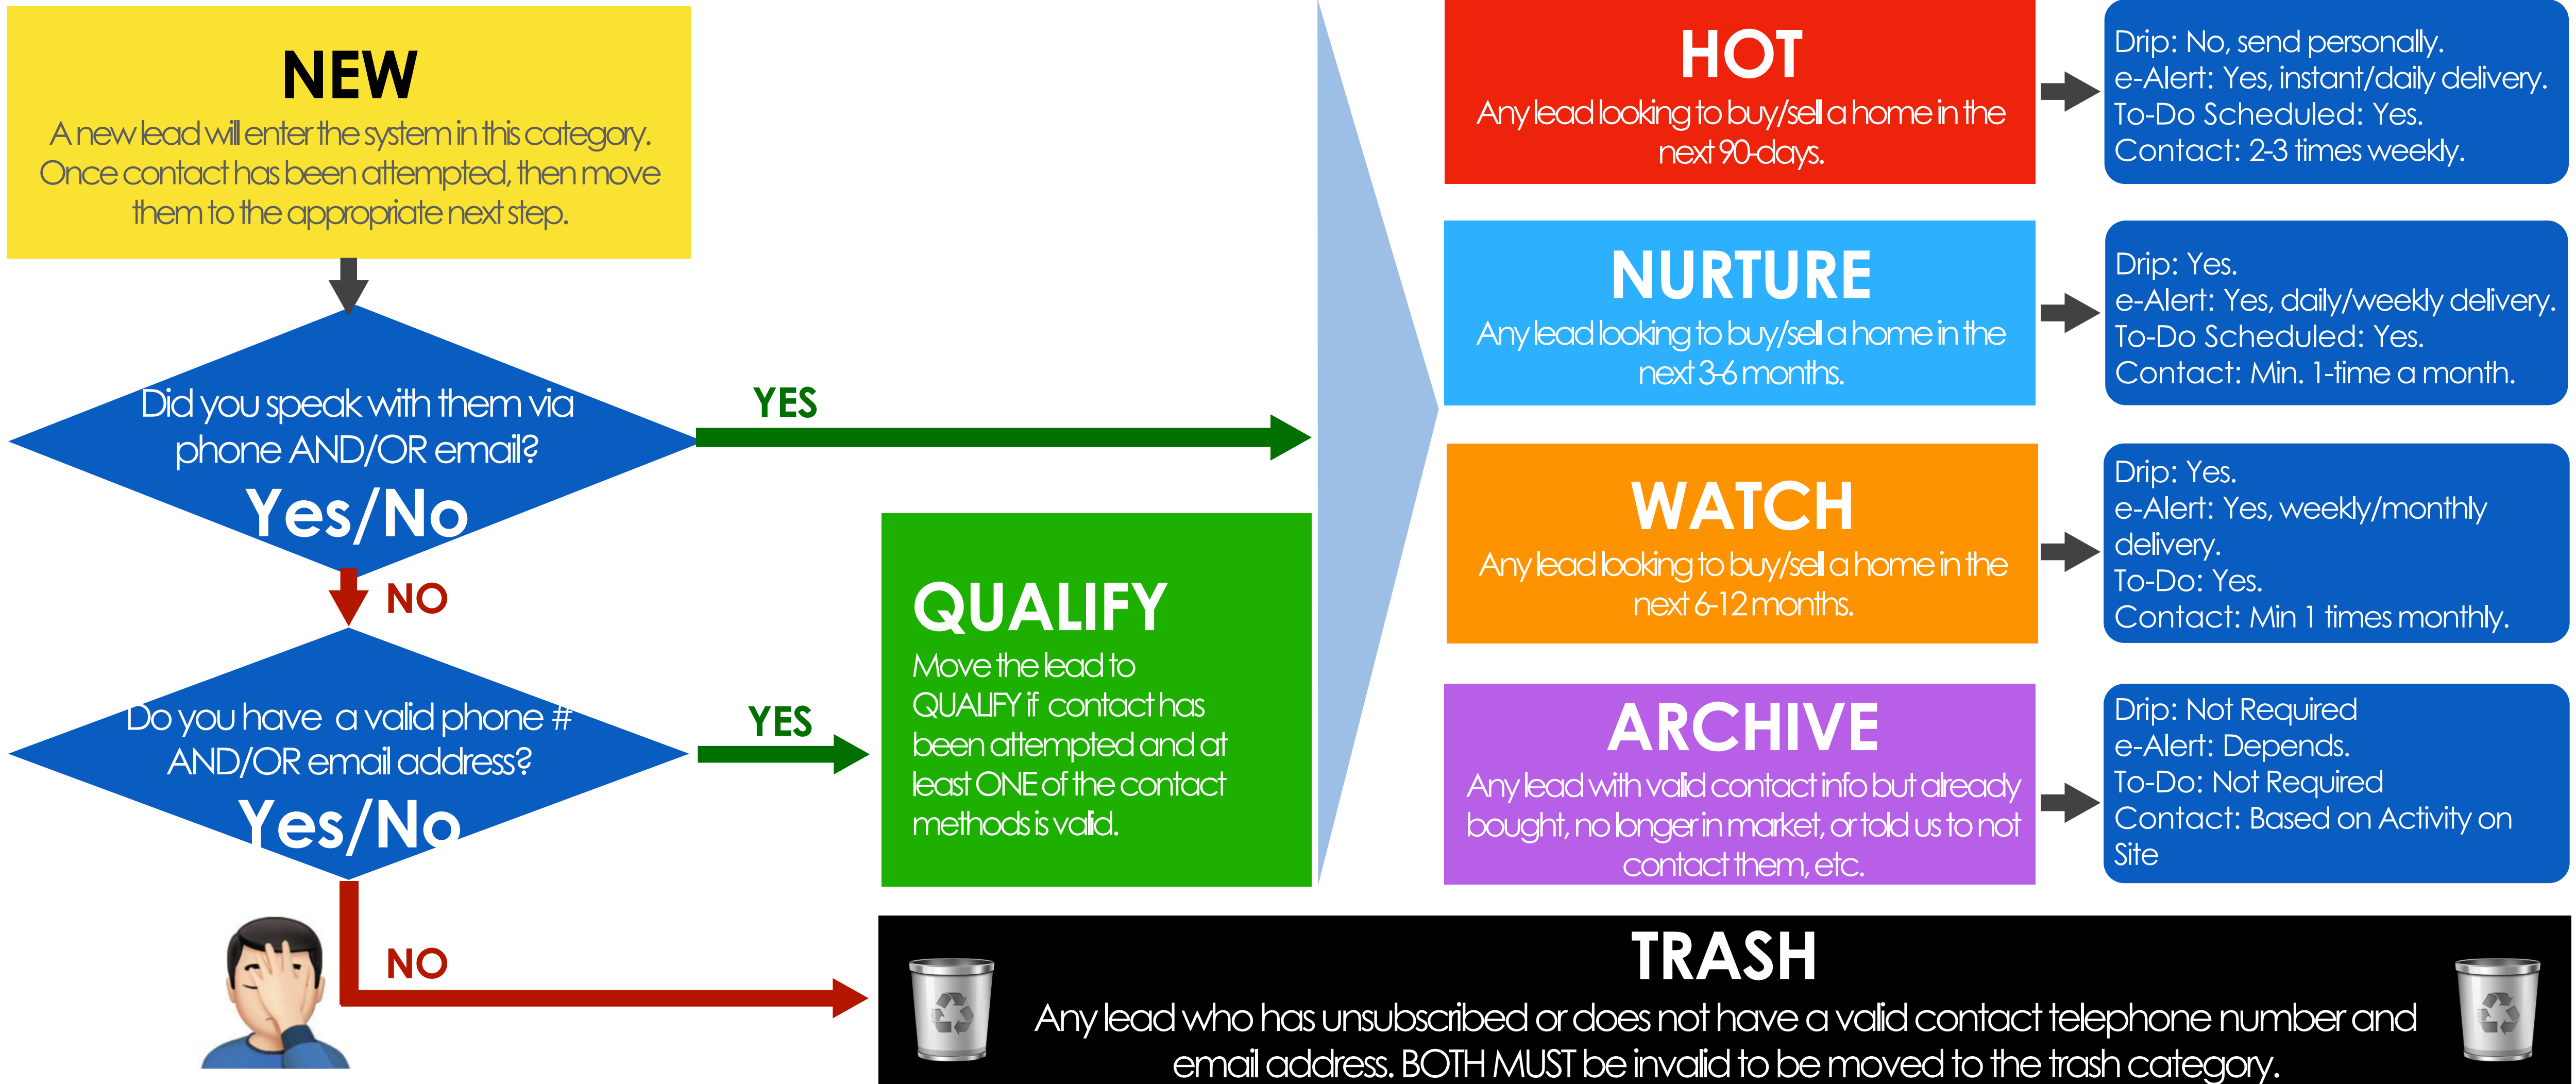 NEW
A new lead will enter the system in this category.
Once contact has been attempted, then move
them to the appropriate next step.
Did you speak with them via
phone AND/OR email?
Yes/No
YES
NO
Do you have a valid phone #
AND/OR email address?
Yes/No
YES
NO
QUALIFY
Move the lead to
QUALIFY if contact has
been attempted and at
least ONE of the contact
methods is valid.
HOT
Any lead looking to buy/sell a home in the
next 90-days.
Drip: No, send personally.
e-Alert: Yes, instant/daily delivery.
To-Do Scheduled: Yes.
Contact: 2-3 times weekly.
NURTURE
Any lead looking to buy/sell a home in the
next 3-6 months.
Drip: Yes.
e-Alert: Yes, daily/weekly delivery.
To-Do Scheduled: Yes.
Contact: Min. 1-time a month.
WATCH
Any lead looking to buy/sell a home in the
next 6-12 months.
Drip: Yes.
e-Alert: Yes, weekly/monthly
delivery.
To-Do: Yes.
Contact: Min 1 times monthly.
ARCHIVE
Any lead with valid contact info but already
bought, no longer in market, or told us to not
contact them, etc.
Drip: Not Required
e-Alert: Depends.
To-Do: Not Required
Contact: Based on Activity on
Site
TRASH
Any lead who has unsubscribed or does not have a valid contact telephone number and
email address. BOTH MUST be invalid to be moved to the trash category.